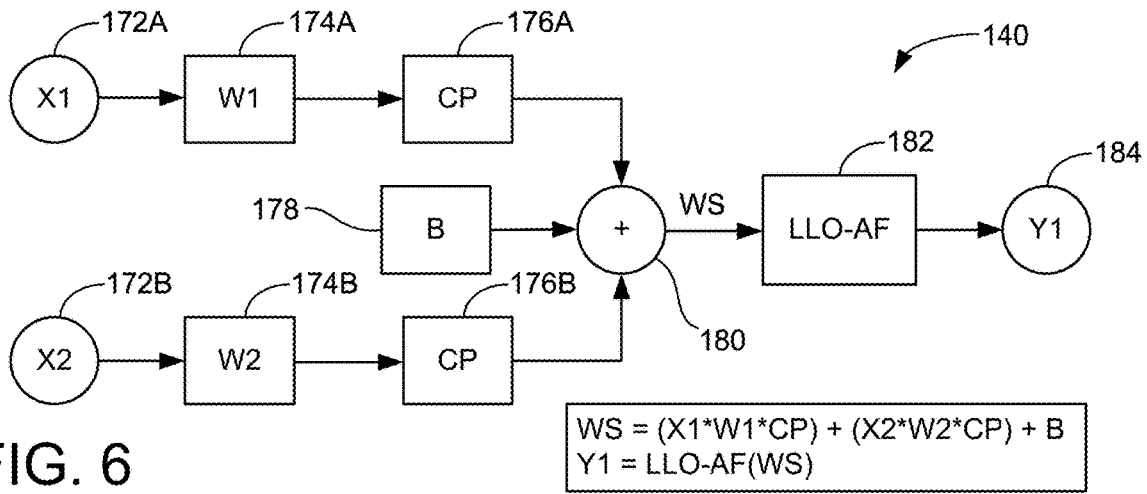 172A
174A
176A
140
X1
W1
CP
182
184
178
B
+
WS
LLO-AF
Y1
172B
174B
176B
180
X2
W2
CP
WS = (X1*W1*CP) + (X2*W2*CP) + B
Y1 = LLO-AF(WS)
FIG. 6